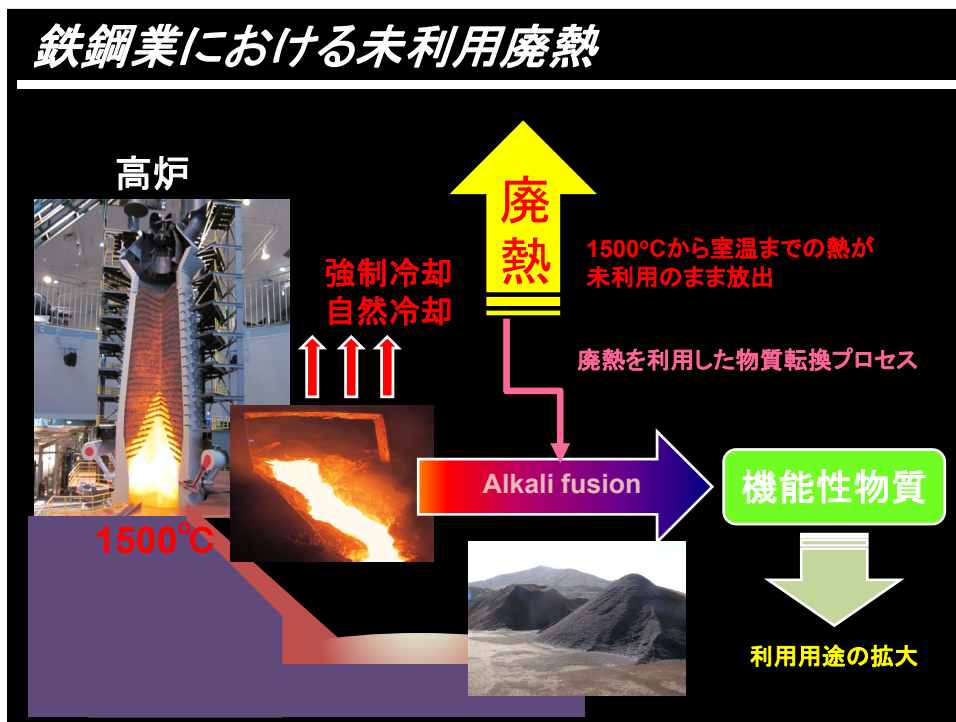 鉄鋼業における未利用廃熱
高炉
廃
熱
強制冷却
自然冷却
1500℃から室温までの熱が
未利用のまま放出
廃熱を利用した物質転換プロセス
Alkali fusion
機能性物質
1500℃
利用用途の拡大